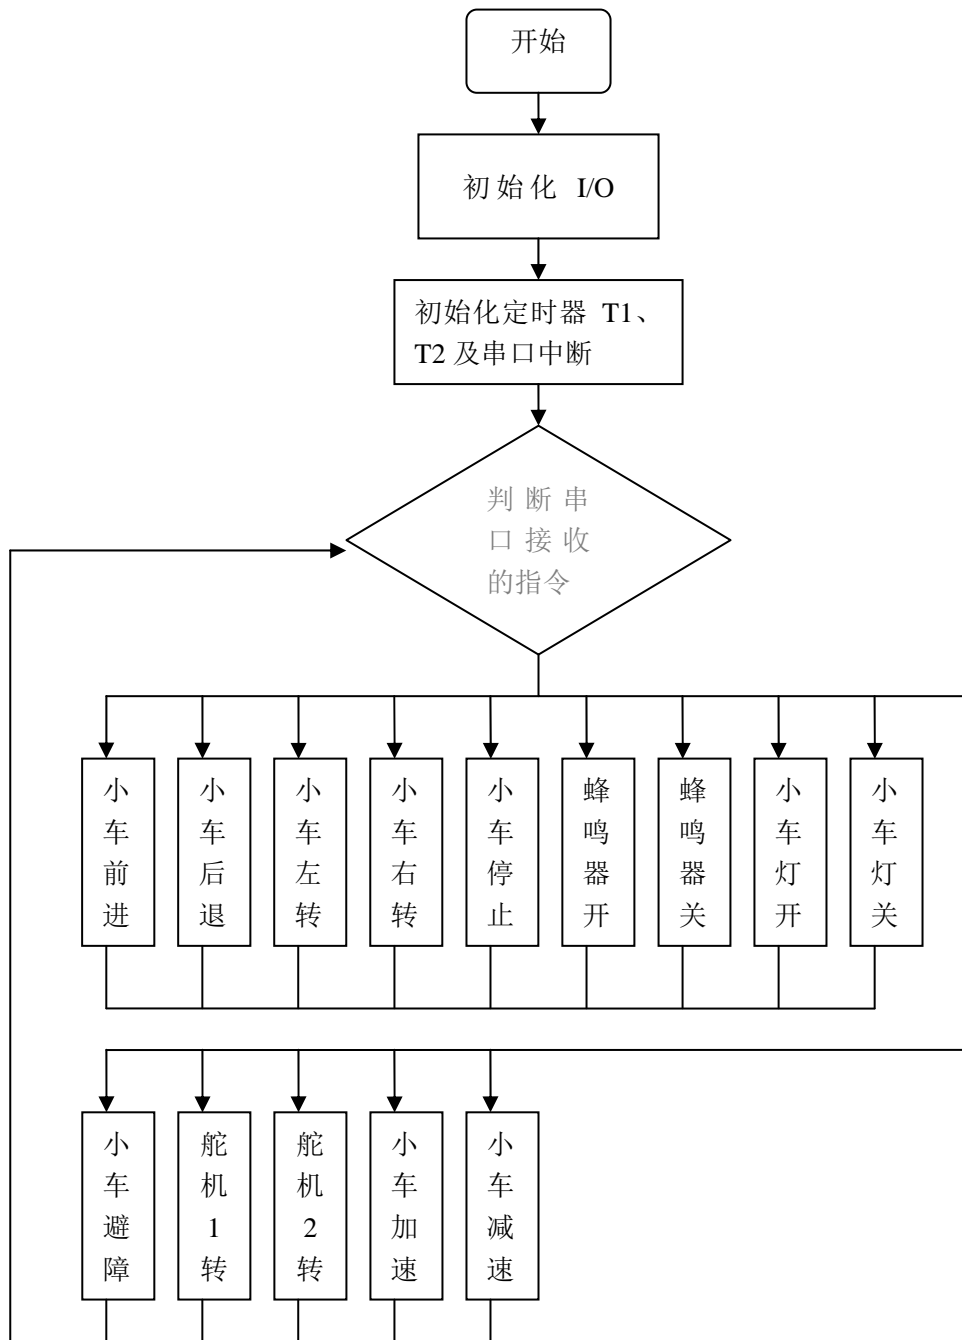 开始
初始化 I/O
初始化定时器 T1、
T2 及串口中断
判断串
口接收
的指令
小车前进
小车后退
小车左转
小车右转
小车停止
蜂鸣器开
蜂鸣器关
小车灯开
小车灯关
小车避障
舵机1转
舵机2转
小车加速
小车减速